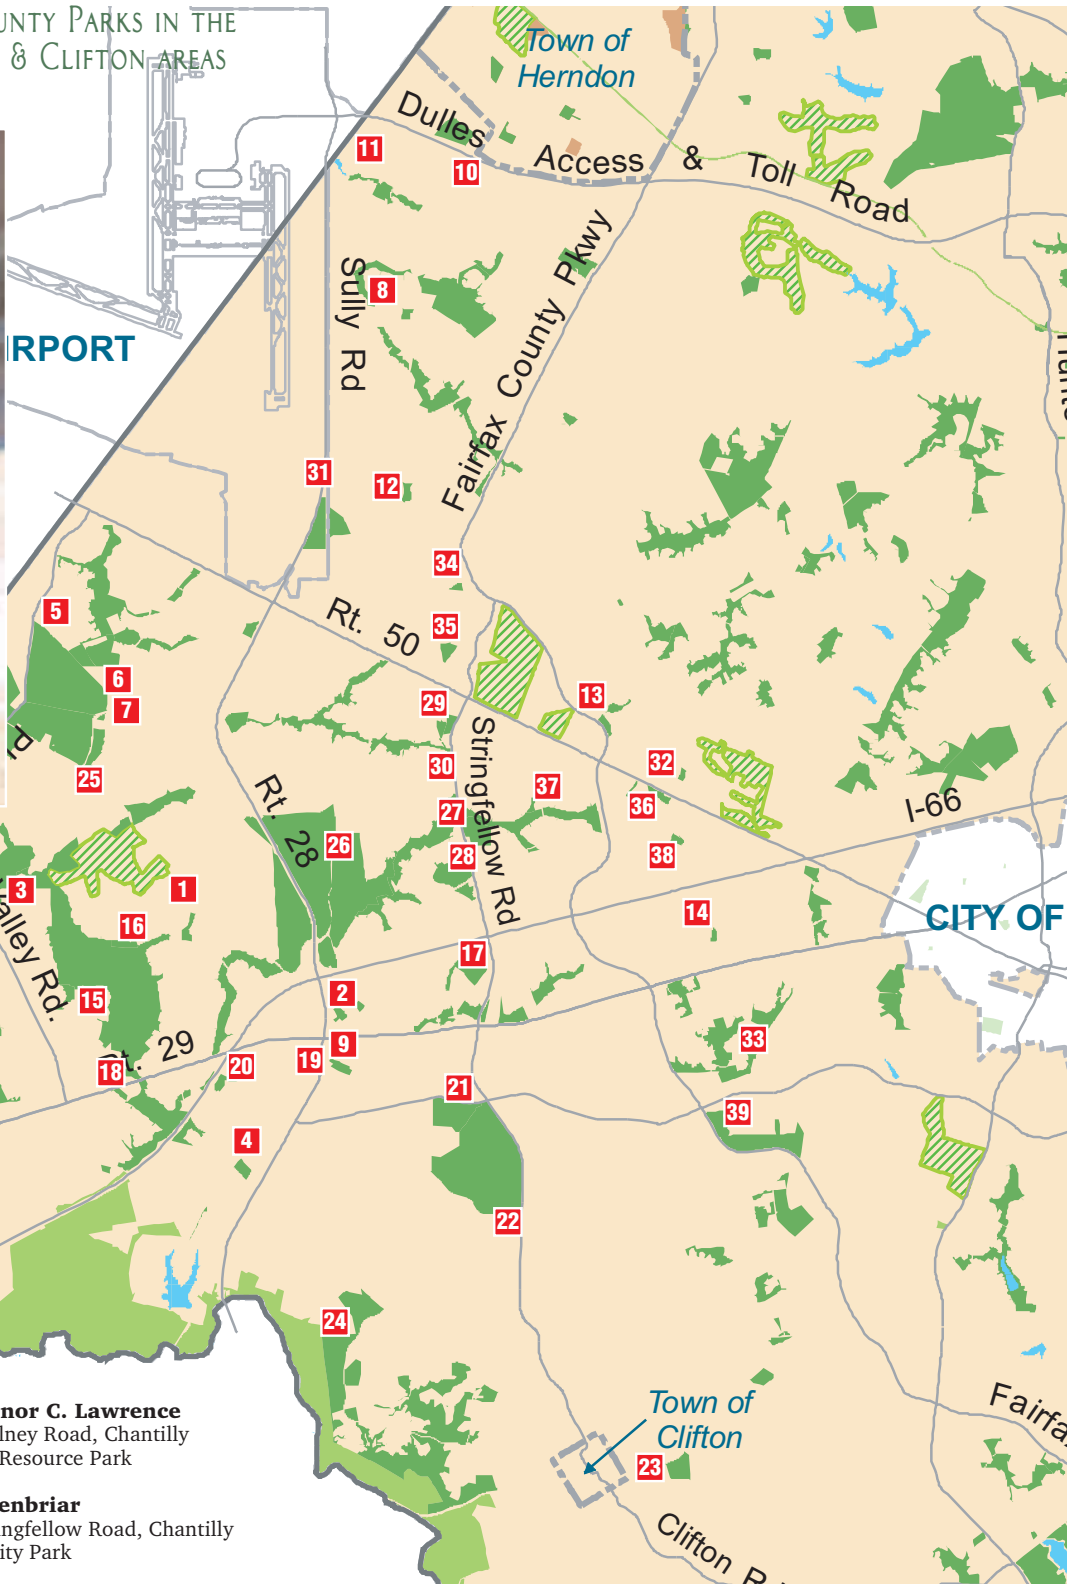 UNTY PARKS IN THE
& CLIFTON AREAS
Town of
Herndon
Dulles Access & Toll Road
11
10
Sully Rd
8
Fairfax County Pkwy
IRPORT
31
12
34
5
Rt. 50
35
6
7
29
13
25
30
Stringfellow Rd
32
37
36
27
Rt. 28
26
28
38
I-66
3
1
16
14
CITY OF
alley Rd.
17
15
2
9
33
Rt. 29
18
20
19
21
39
4
22
24
Town of
Clifton
23
Fairfa
Clifton R
nor C. Lawrence
lney Road, Chantilly
Resource Park
enbriar
ingfellow Road, Chantilly
ity Park